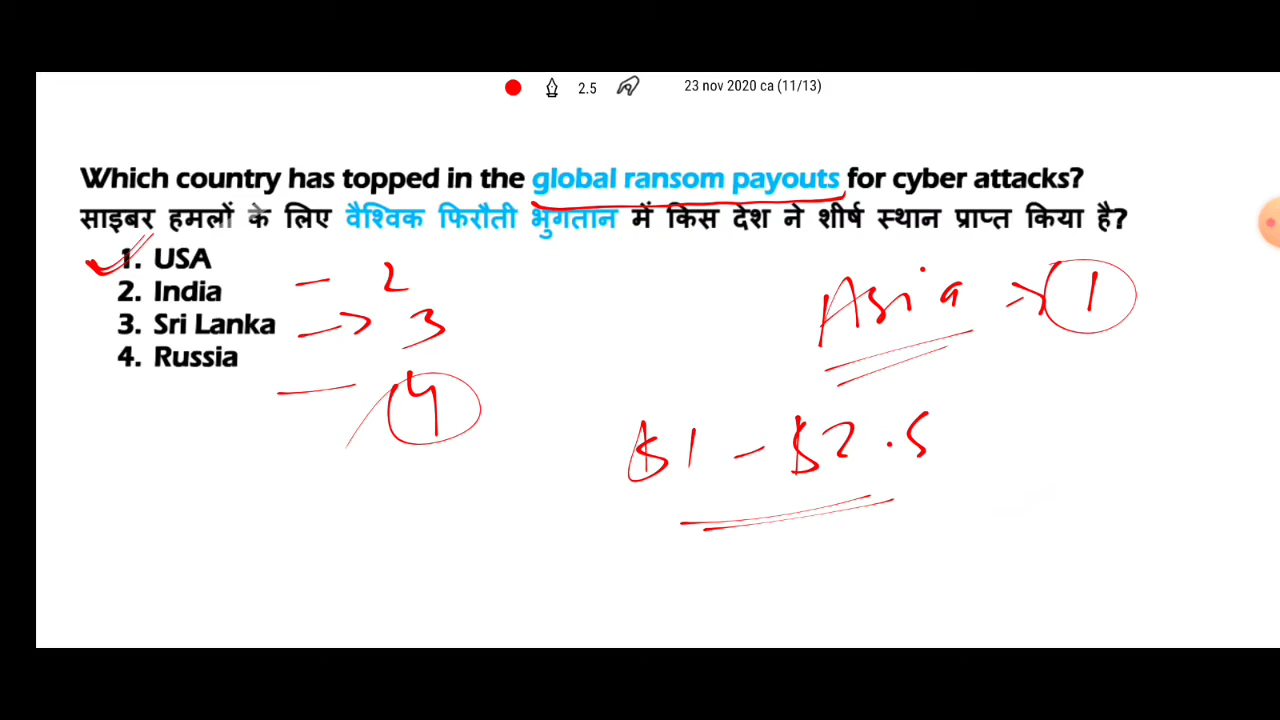 2.5 23 nov 2020 ca (11/13)
Which country has topped in the global ransom payouts for cyber attacks?
साइबर हमलों के लिए वैश्विक फिरौती भुगतान में किस देश ने शीर्ष स्थान प्राप्त किया है?
1. USA
2. India
3. Sri Lanka
4. Russia
- 2
-> 3
- 4
Asia => 1
$1 - $2.5